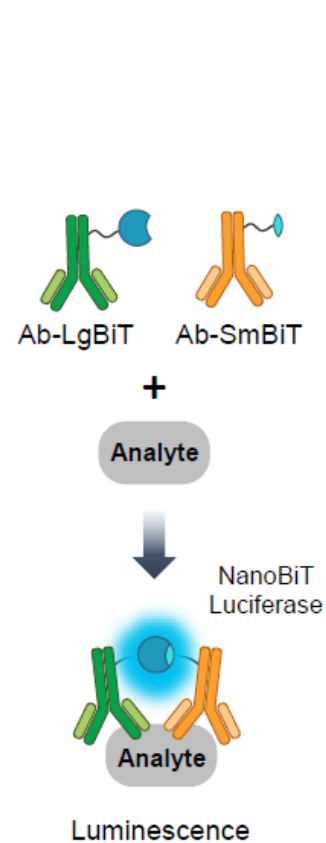 Ab-LgBiT Ab-SmBiT
+
Analyte
NanoBiT
Luciferase
Analyte
Luminescence